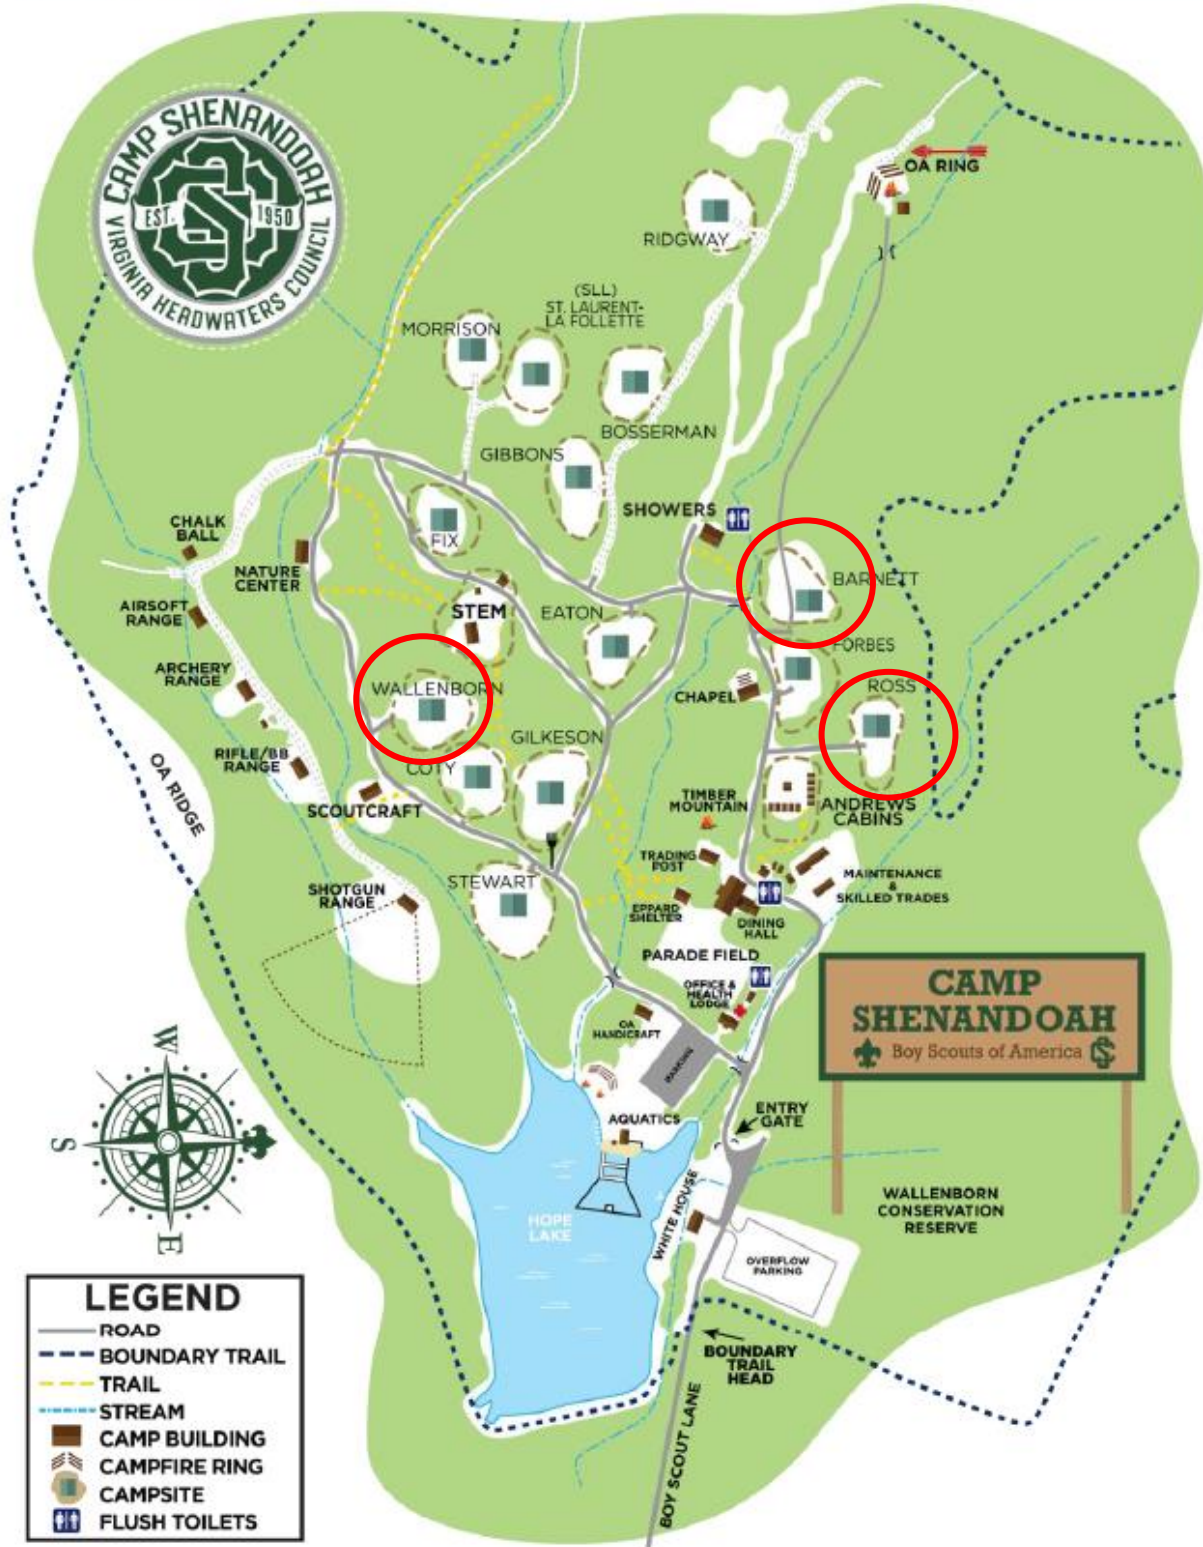 CAMP SHENANDOAH
EST. 1950
VIRGINIA HEADWATERS COUNCIL
OA RING
RIDGWAY
(SLL)
ST. LAURENT-
LA FOLLETTE
MORRISON
BOSSERMAN
GIBBONS
SHOWERS
CHALK
BALL
FIX
NATURE
CENTER
BARNETT
AIRSOFT
RANGE
STEM
EATON
FORBES
ARCHERY
RANGE
WALLENBORN
CHAPEL
ROSS
GILKESON
RIFLE/BB
RANGE
COTY
OA RIDGE
SCOUTCRAFT
TIMBER
MOUNTAIN
ANDREWS
CABINS
TRADING
POST
STEWART
MAINTENANCE
&
SKILLED TRADES
SHOTGUN
RANGE
EPPARD
SHELTER
DINING
HALL
PARADE FIELD
OFFICE &
HEALTH
LODGE
OA
HANDICRAFT
PARKING
CAMP
SHENANDOAH
Boy Scouts of America
W
S
E
AQUATICS
ENTRY
GATE
HOPE
LAKE
WHITE HOUSE
WALLENBORN
CONSERVATION
RESERVE
OVERFLOW
PARKING
BOUNDARY
TRAIL
HEAD
BOY SCOUT LANE
LEGEND
ROAD
BOUNDARY TRAIL
TRAIL
STREAM
CAMP BUILDING
CAMPFIRE RING
CAMPSITE
FLUSH TOILETS